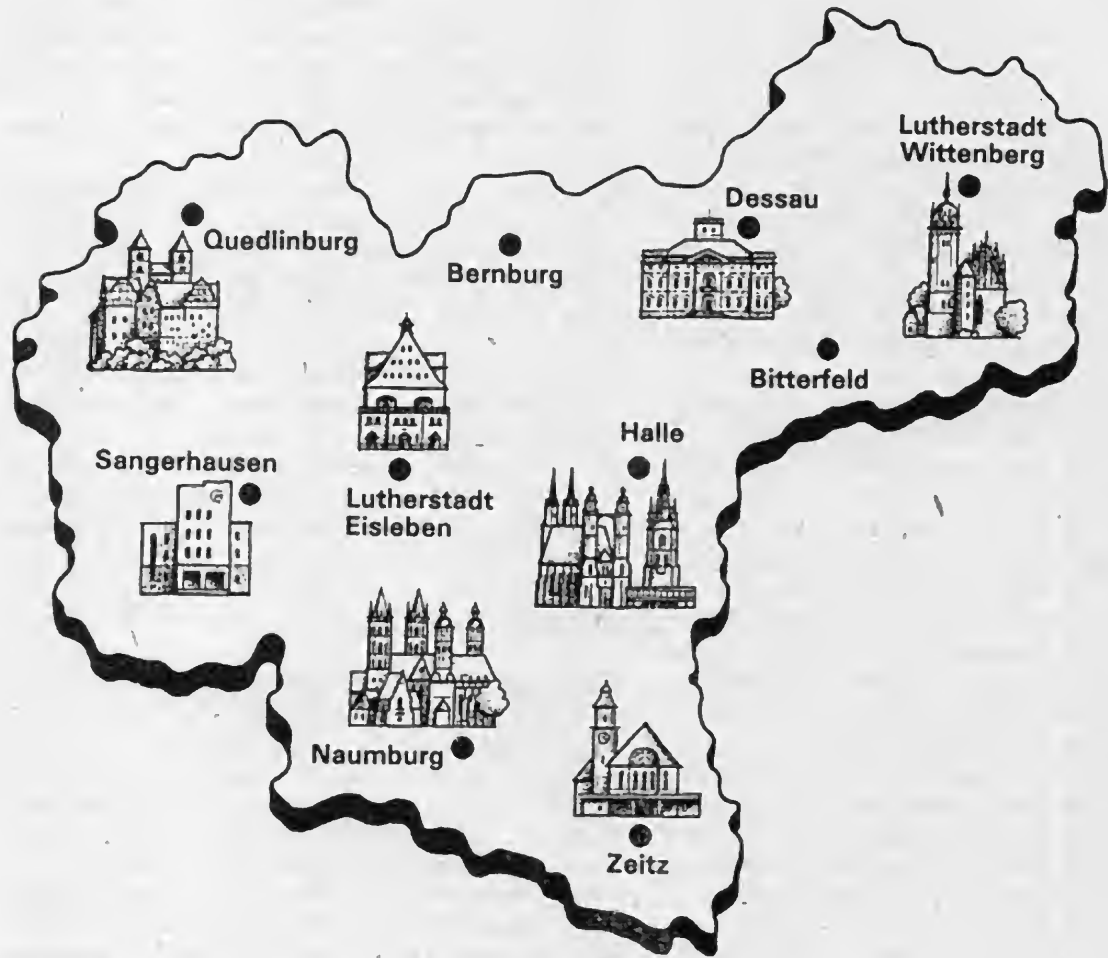 Lutherstadt
Wittenberg
Dessau
Quedlinburg
Bernburg
Bitterfeld
Halle
Sangerhausen
Lutherstadt
Eisleben
Naumburg
Zeitz